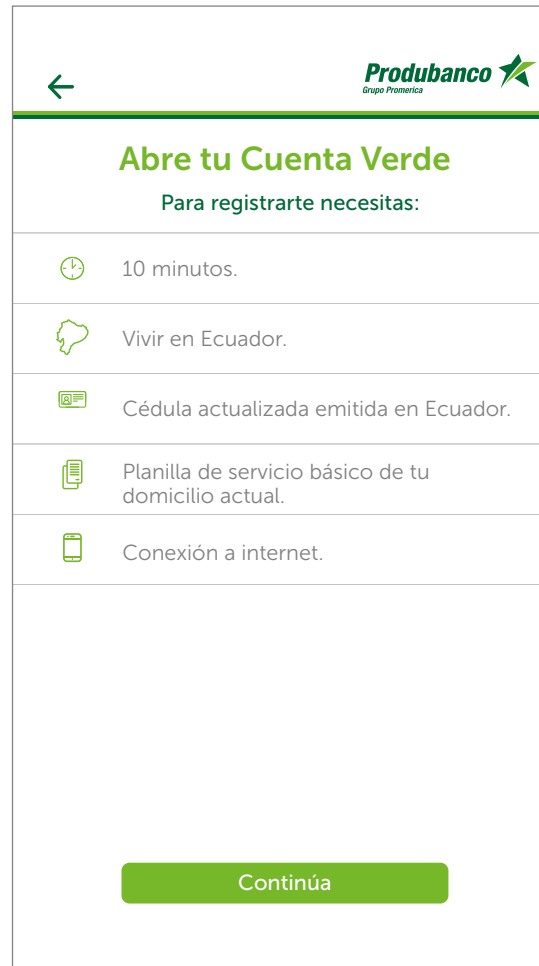 Produbanco
Grupo Promerica
Abre tu Cuenta Verde
Para registrarte necesitas:
10 minutos.
Vivir en Ecuador.
Cédula actualizada emitida en Ecuador.
Planilla de servicio básico de tu
domicilio actual.
Conexión a internet.
Continúa